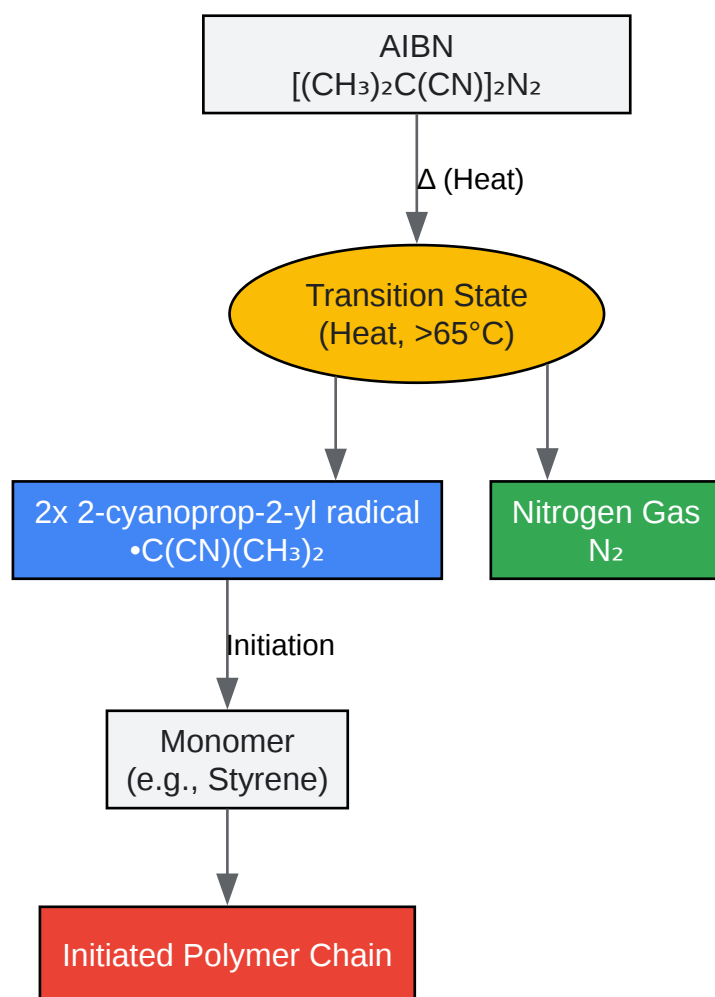 AIBN
[(CH₃)₂C(CN)]₂N₂
Δ (Heat)
Transition State
(Heat, >65°C)
2x 2-cyanoprop-2-yl radical
•C(CN)(CH₃)₂
Nitrogen Gas
N₂
Initiation
Monomer
(e.g., Styrene)
Initiated Polymer Chain